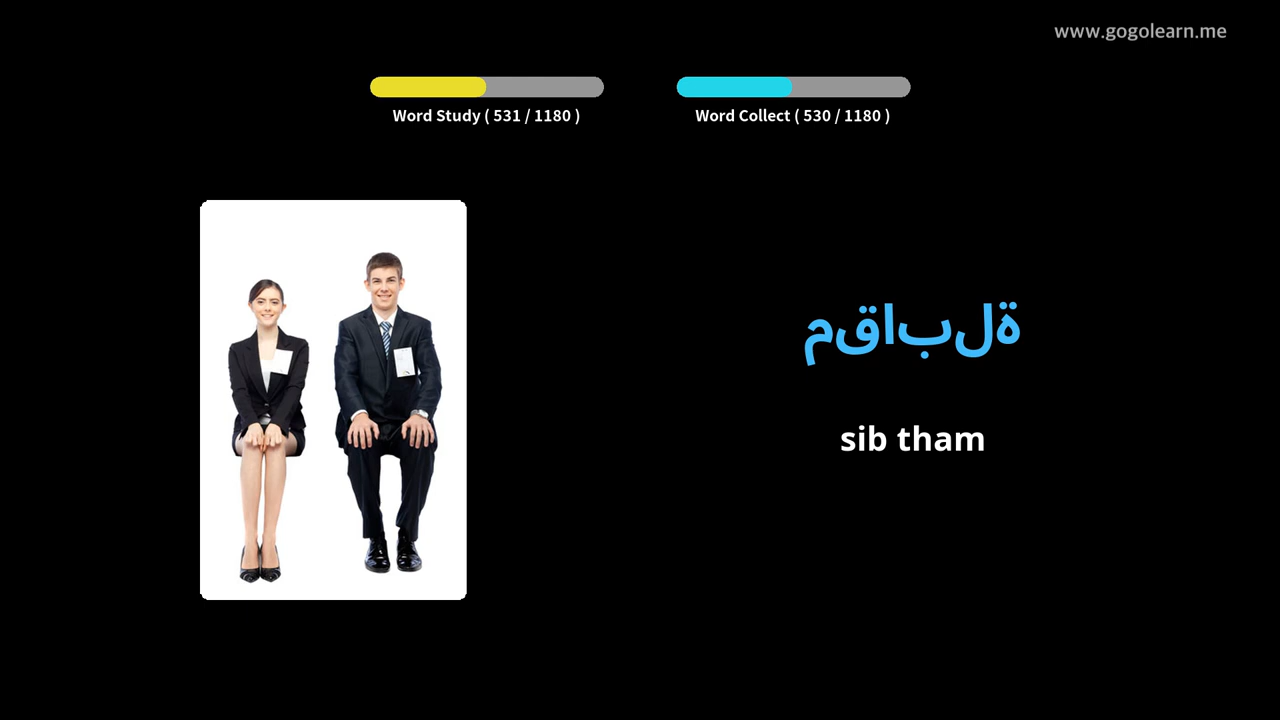 www.gogolearn.me
Word Study ( 531 / 1180 )
Word Collect ( 530 / 1180 )
مقابلة
sib tham